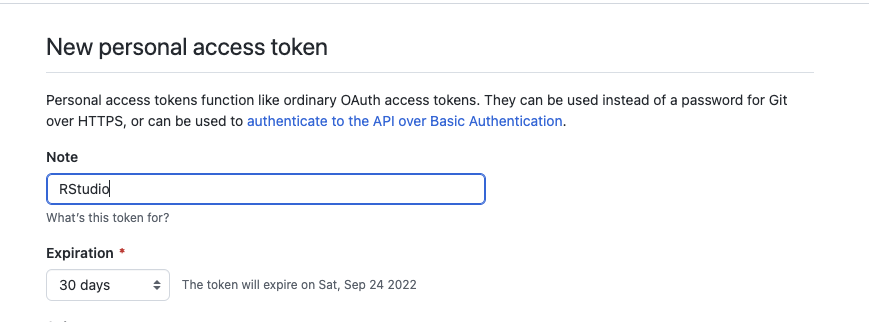 New personal access token
Personal access tokens function like ordinary OAuth access tokens. They can be used instead of a password for Git
over HTTPS, or can be used to authenticate to the API over Basic Authentication.
Note
RStudio
What's this token for?
Expiration *
30 days The token will expire on Sat, Sep 24 2022